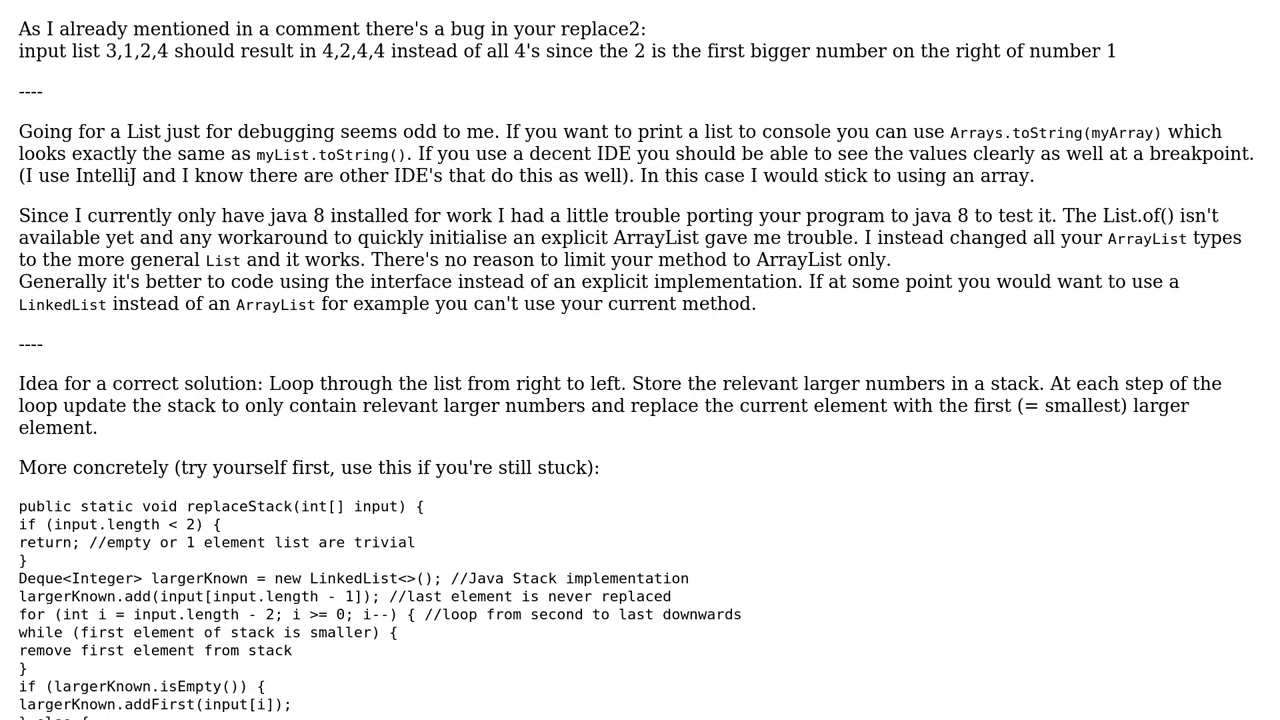 As I already mentioned in a comment there's a bug in your replace2:
input list 3,1,2,4 should result in 4,2,4,4 instead of all 4's since the 2 is the first bigger number on the right of number 1
----
Going for a List just for debugging seems odd to me. If you want to print a list to console you can use Arrays.toString(myArray) which
looks exactly the same as myList.toString(). If you use a decent IDE you should be able to see the values clearly as well at a breakpoint.
(I use IntelliJ and I know there are other IDE's that do this as well). In this case I would stick to using an array.
Since I currently only have java 8 installed for work I had a little trouble porting your program to java 8 to test it. The List.of() isn't
available yet and any workaround to quickly initialise an explicit ArrayList gave me trouble. I instead changed all your ArrayList types
to the more general List and it works. There's no reason to limit your method to ArrayList only.
Generally it's better to code using the interface instead of an explicit implementation. If at some point you would want to use a
LinkedList instead of an ArrayList for example you can't use your current method.
----
Idea for a correct solution: Loop through the list from right to left. Store the relevant larger numbers in a stack. At each step of the
loop update the stack to only contain relevant larger numbers and replace the current element with the first (= smallest) larger
element.
More concretely (try yourself first, use this if you're still stuck):
public static void replaceStack(int[] input) {
if (input.length < 2) {
return; //empty or 1 element list are trivial
}
Deque<Integer> largerKnown = new LinkedList<>(); //Java Stack implementation
largerKnown.add(input[input.length - 1]); //last element is never replaced
for (int i = input.length - 2; i >= 0; i--) { //loop from second to last downwards
while (first element of stack is smaller) {
remove first element from stack
}
if (largerKnown.isEmpty()) {
largerKnown.addFirst(input[i]);
} else {